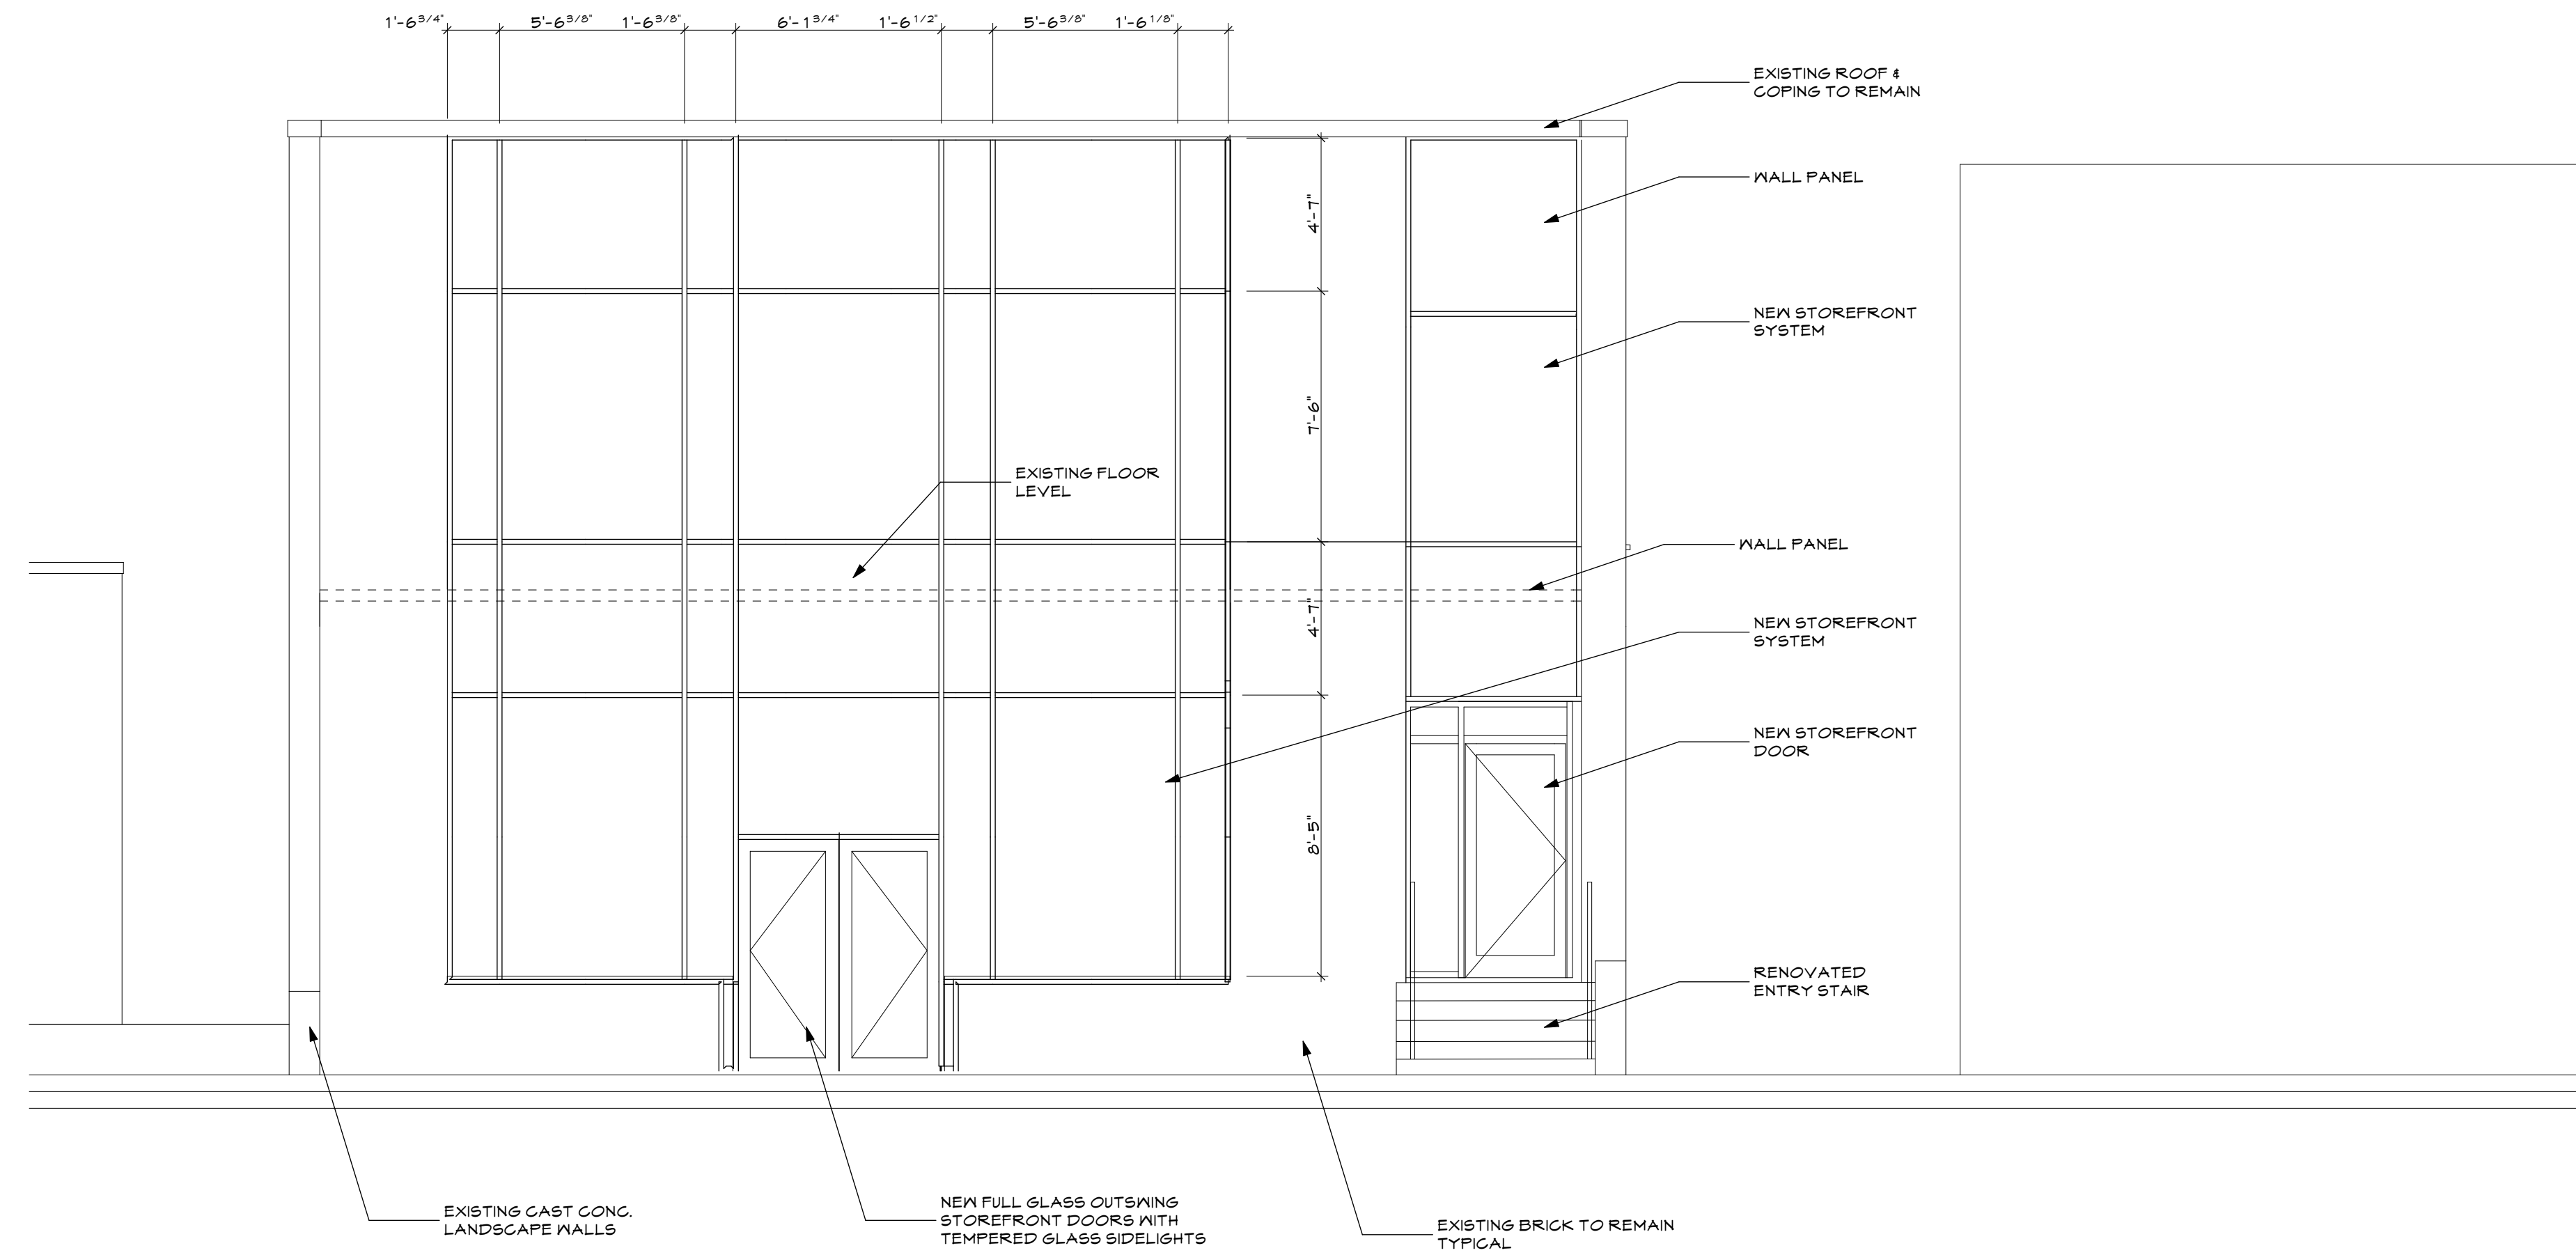 1'-6 3/4" 5'-6 3/8" 1'-6 3/8" 6'-1 3/4" 1'-6 1/2" 5'-6 3/8" 1'-6 1/8"
EXISTING ROOF &
COPING TO REMAIN
WALL PANEL
4'-7"
NEW STOREFRONT
SYSTEM
7'-6"
EXISTING FLOOR
LEVEL
WALL PANEL
4'-7"
NEW STOREFRONT
SYSTEM
NEW STOREFRONT
DOOR
8'-5"
RENOVATED
ENTRY STAIR
EXISTING CAST CONC.
LANDSCAPE WALLS
NEW FULL GLASS OUTSWING
STOREFRONT DOORS WITH
TEMPERED GLASS SIDELIGHTS
EXISTING BRICK TO REMAIN
TYPICAL